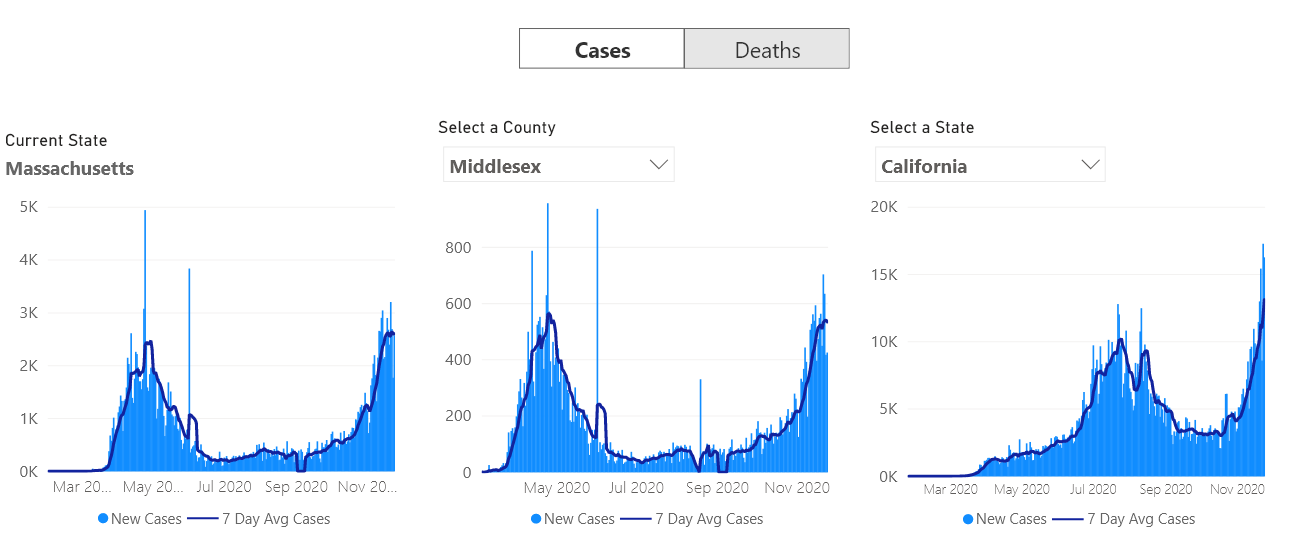 Cases Deaths
Current State
Massachusetts
5K
4K
3K
2K
1K
0K
Mar 20... May 20... Jul 2020 Sep 2020 Nov 20...
New Cases 7 Day Avg Cases
Select a County
Middlesex
800
600
400
200
0
May 2020 Jul 2020 Sep 2020 Nov 2020
New Cases 7 Day Avg Cases
Select a State
California
20K
15K
10K
5K
0K
Mar 2020 May 2020 Jul 2020 Sep 2020 Nov 2020
New Cases 7 Day Avg Cases